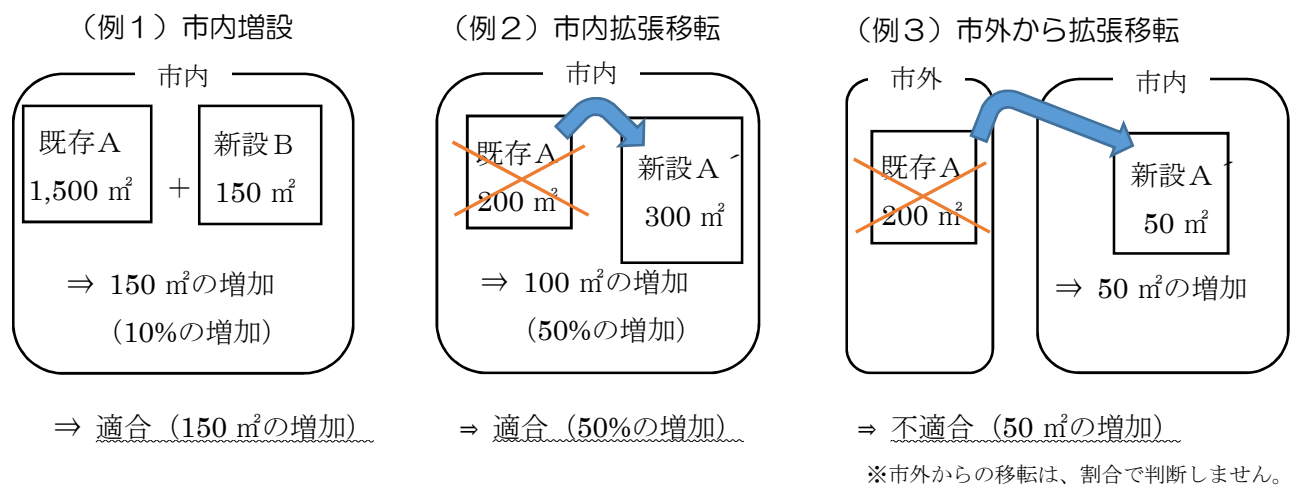 （例１）市内増設
市内
既存Ａ
1,500 ㎡
＋
新設Ｂ
150 ㎡
⇒ 150 ㎡の増加
（10%の増加）
⇒ 適合（150 ㎡の増加）
（例２）市内拡張移転
市内
既存Ａ
200 ㎡
新設Ａ´
300 ㎡
⇒ 100 ㎡の増加
（50%の増加）
⇒ 適合（50%の増加）
（例３）市外から拡張移転
市外
既存Ａ
200 ㎡
市内
新設Ａ´
50 ㎡
⇒ 50 ㎡の増加
⇒ 不適合（50 ㎡の増加）
※市外からの移転は、割合で判断しません。